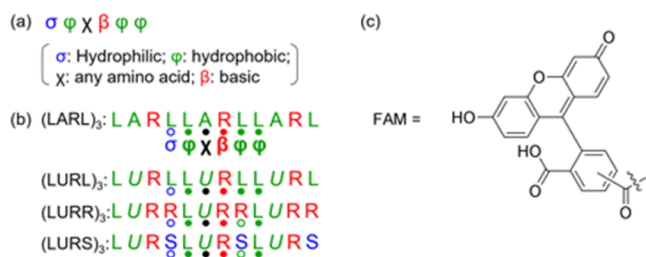 (a) σ φ χ β φ φ
σ: Hydrophilic; φ: hydrophobic;
χ: any amino acid; β: basic
(b) (LARL)3: L A R L L A R L L A R L
σ φ χ β φ φ
(LURL)3: L U R L L U R L L U R L
(LURR)3: L U R R L U R R L U R R
(LURS)3: L U R S L U R S L U R S
(c)
FAM =
O
O
HO
HO
O
O